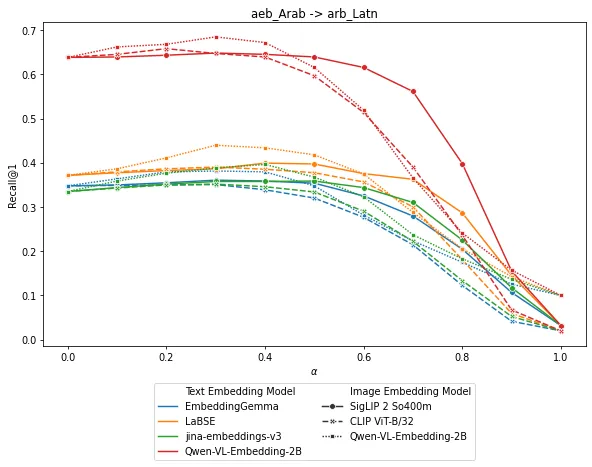 aeb_Arab -> arb_Latn
0.7
0.6
0.5
0.4
0.3
0.2
0.1
0.0
Recall@1
0.0 0.2 0.4 0.6 0.8 1.0
α
Text Embedding Model Image Embedding Model
EmbeddingGemma SigLIP 2 So400m
LaBSE CLIP ViT-B/32
jina-embeddings-v3 Qwen-VL-Embedding-2B
Qwen-VL-Embedding-2B